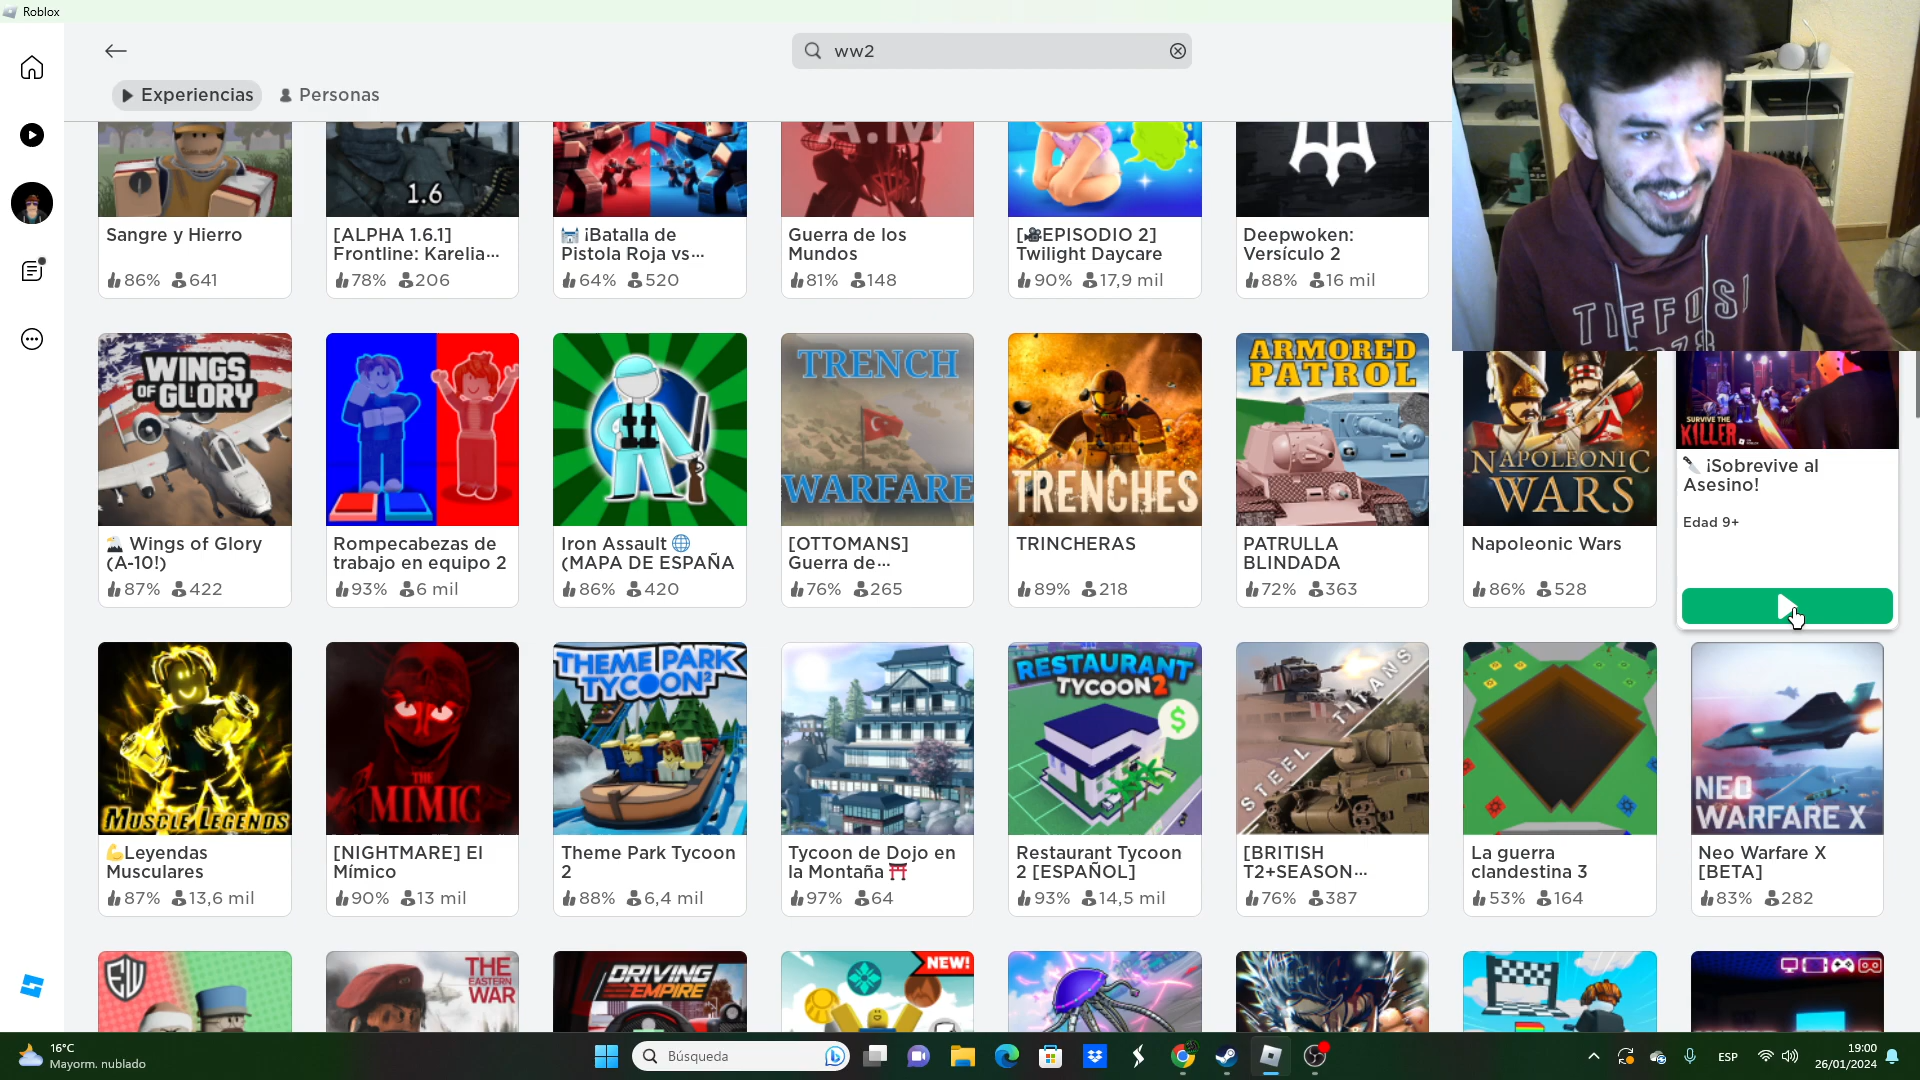 Roblox
ww2
Experiencias
Personas
A.M
1.6
Sangre y Hierro
86% 641
[ALPHA 1.6.1]
Frontline: Karelia···
78% 206
¡Batalla de
Pistola Roja vs···
64% 520
Guerra de los
Mundos
81% 148
[🎥EPISODIO 2]
Twilight Daycare
90% 17,9 mil
Deepwoken:
Versículo 2
88% 16 mil
TIFFOSI
WINGS
OF GLORY
TRENCH
WARFARE
TRENCHES
ARMORED
PATROL
NAPOLEONIC
WARS
SURVIVE THE
KILLER
Wings of Glory
(A-10!)
87% 422
Rompecabezas de
trabajo en equipo 2
93% 6 mil
Iron Assault 🌐
(MAPA DE ESPAÑA
86% 420
[OTTOMANS]
Guerra de···
76% 265
TRINCHERAS
89% 218
PATRULLA
BLINDADA
72% 363
Napoleonic Wars
86% 528
🔪 ¡Sobrevive al
Asesino!
Edad 9+
MUSCLE LEGENDS
THE
MIMIC
THEME PARK
TYCOON 2
RESTAURANT
TYCOON 2
$
STEEL TITANS
NEO
WARFARE X
💪Leyendas
Musculares
87% 13,6 mil
[NIGHTMARE] El
Mímico
90% 13 mil
Theme Park Tycoon
2
88% 6,4 mil
Tycoon de Dojo en
la Montaña ⛩️
97% 64
Restaurant Tycoon
2 [ESPAÑOL]
93% 14,5 mil
[BRITISH
T2+SEASON···
76% 387
La guerra
clandestina 3
53% 164
Neo Warfare X
[BETA]
83% 282
EW
THE
EASTERN
WAR
DRIVING
EMPIRE
NEW!
16°C
Mayorm. nublado
Búsqueda
ESP
19:00
26/01/2024